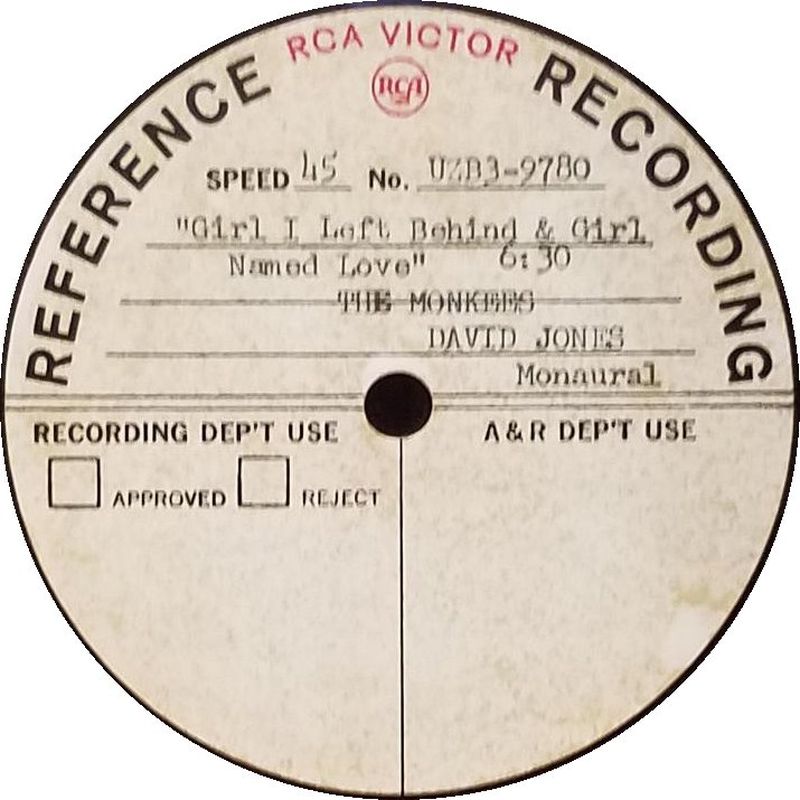 RCA VICTOR
RCA
REFERENCE RECORDING
SPEED 45 No. UZB3-9780
"Girl I Left Behind & Girl
Named Love" 6:30
THE MONKEES
DAVID JONES
Monaural
RECORDING DEP'T USE
A & R DEP'T USE
APPROVED REJECT